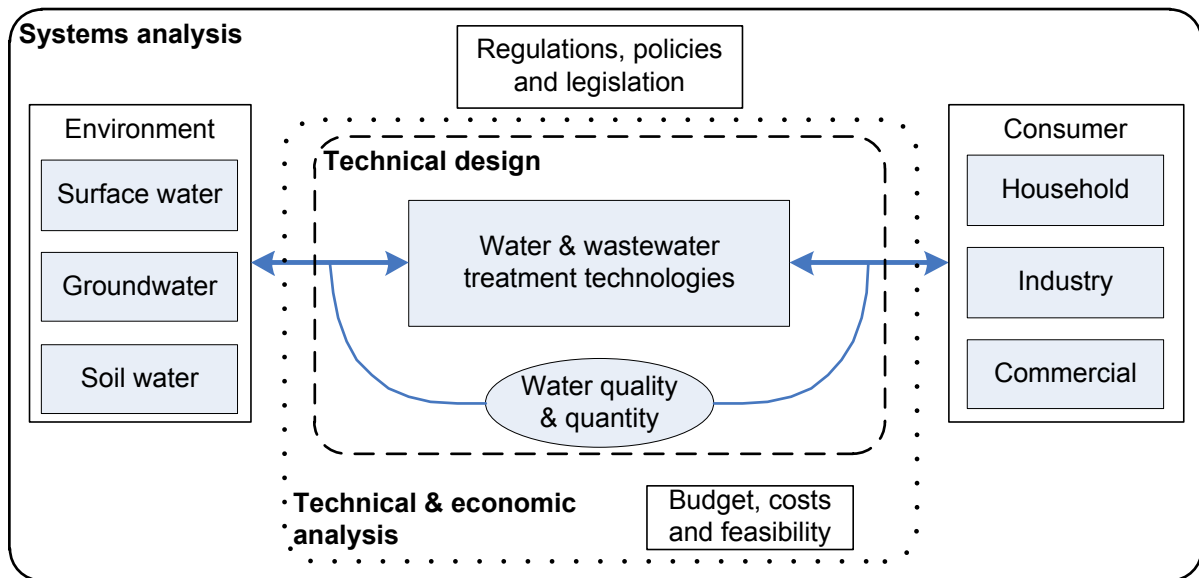 Systems analysis
Regulations, policies
and legislation
Environment
Surface water
Groundwater
Soil water
Technical design
Water & wastewater
treatment technologies
Water quality
& quantity
Technical & economic
analysis
Budget, costs
and feasibility
Consumer
Household
Industry
Commercial